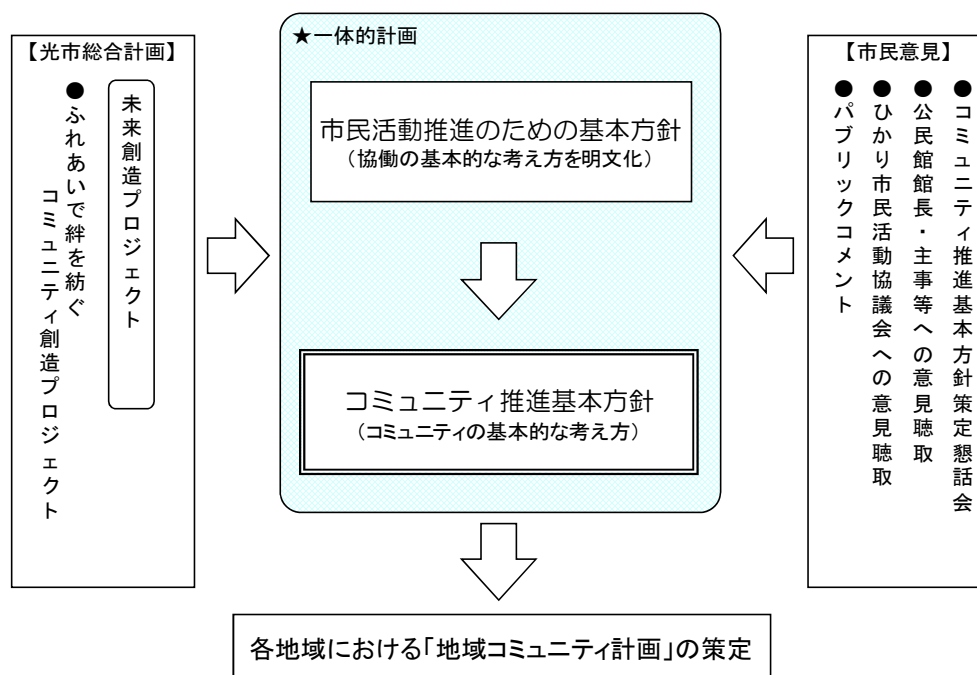 【光市総合計画】
未来創造プロジェクト
●ふれあいで絆を紡ぐ
コミュニティ創造プロジェクト
★一体的計画
市民活動推進のための基本方針
（協働の基本的な考え方を明文化）
コミュニティ推進基本方針
（コミュニティの基本的な考え方）
【市民意見】
●コミュニティ推進基本方針策定懇話会
●公民館館長・主事等への意見聴取
●ひかり市民活動協議会への意見聴取
●パブリックコメント
各地域における「地域コミュニティ計画」の策定